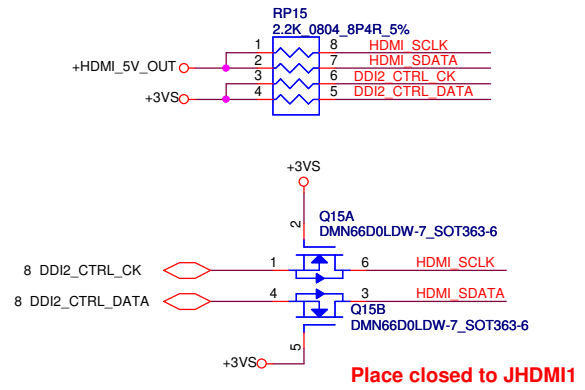 RP15
2.2K_0804_8P4R_5%
1 8 HDMI_SCLK
+HDMI_5V_OUT 2 7 HDMI_SDATA
3 6 DDI2_CTRL_CK
+3VS 4 5 DDI2_CTRL_DATA
+3VS
2
Q15A
DMN66D0LDW-7_SOT363-6
8 DDI2_CTRL_CK 1 6 HDMI_SCLK
8 DDI2_CTRL_DATA 4 3 HDMI_SDATA
Q15B
DMN66D0LDW-7_SOT363-6
5
+3VS
Place closed to JHDMI1